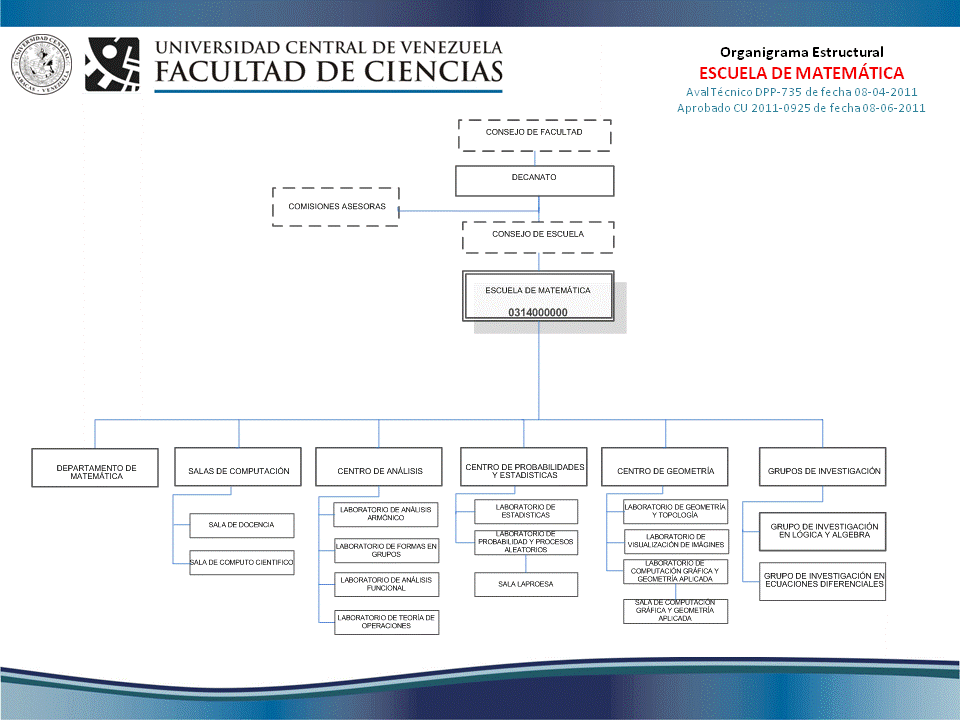 UNIVERSIDAD CENTRAL DE VENEZUELA
FACULTAD DE CIENCIAS
Organigrama Estructural
ESCUELA DE MATEMÁTICA
Aval Técnico DPP-735 de fecha 08-04-2011
Aprobado CU 2011-0925 de fecha 08-06-2011
CONSEJO DE FACULTAD
DECANATO
COMISIONES ASESORAS
CONSEJO DE ESCUELA
ESCUELA DE MATEMÁTICA
0314000000
DEPARTAMENTO DE
MATEMÁTICA
SALAS DE COMPUTACIÓN
SALA DE DOCENCIA
SALA DE COMPUTO CIENTIFICO
CENTRO DE ANÁLISIS
LABORATORIO DE ANÁLISIS
ARMÓNICO
LABORATORIO DE FORMAS EN
GRUPOS
LABORATORIO DE ANÁLISIS
FUNCIONAL
LABORATORIO DE TEORÍA DE
OPERACIONES
CENTRO DE PROBABILIDADES
Y ESTADISTICAS
LABORATORIO DE
ESTADISTICAS
LABORATORIO DE
PROBABILIDAD Y PROCESOS
ALEATORIOS
SALA LAPROESA
CENTRO DE GEOMETRÍA
LABORATORIO DE GEOMETRÍA
Y TOPOLOGÍA
LABORATORIO DE
VISUALIZACIÓN DE IMÁGINES
LABORATORIO DE
COMPUTACIÓN GRÁFICA Y
GEOMETRÍA APLICADA
SALA DE COMPUTACIÓN
GRÁFICA Y GEOMETRÍA
APLICADA
GRUPOS DE INVESTIGACIÓN
GRUPO DE INVESTIGACIÓN
EN LÓGICA Y ALGEBRA
GRUPO DE INVESTIGACIÓN EN
ECUACIONES DIFERENCIALES